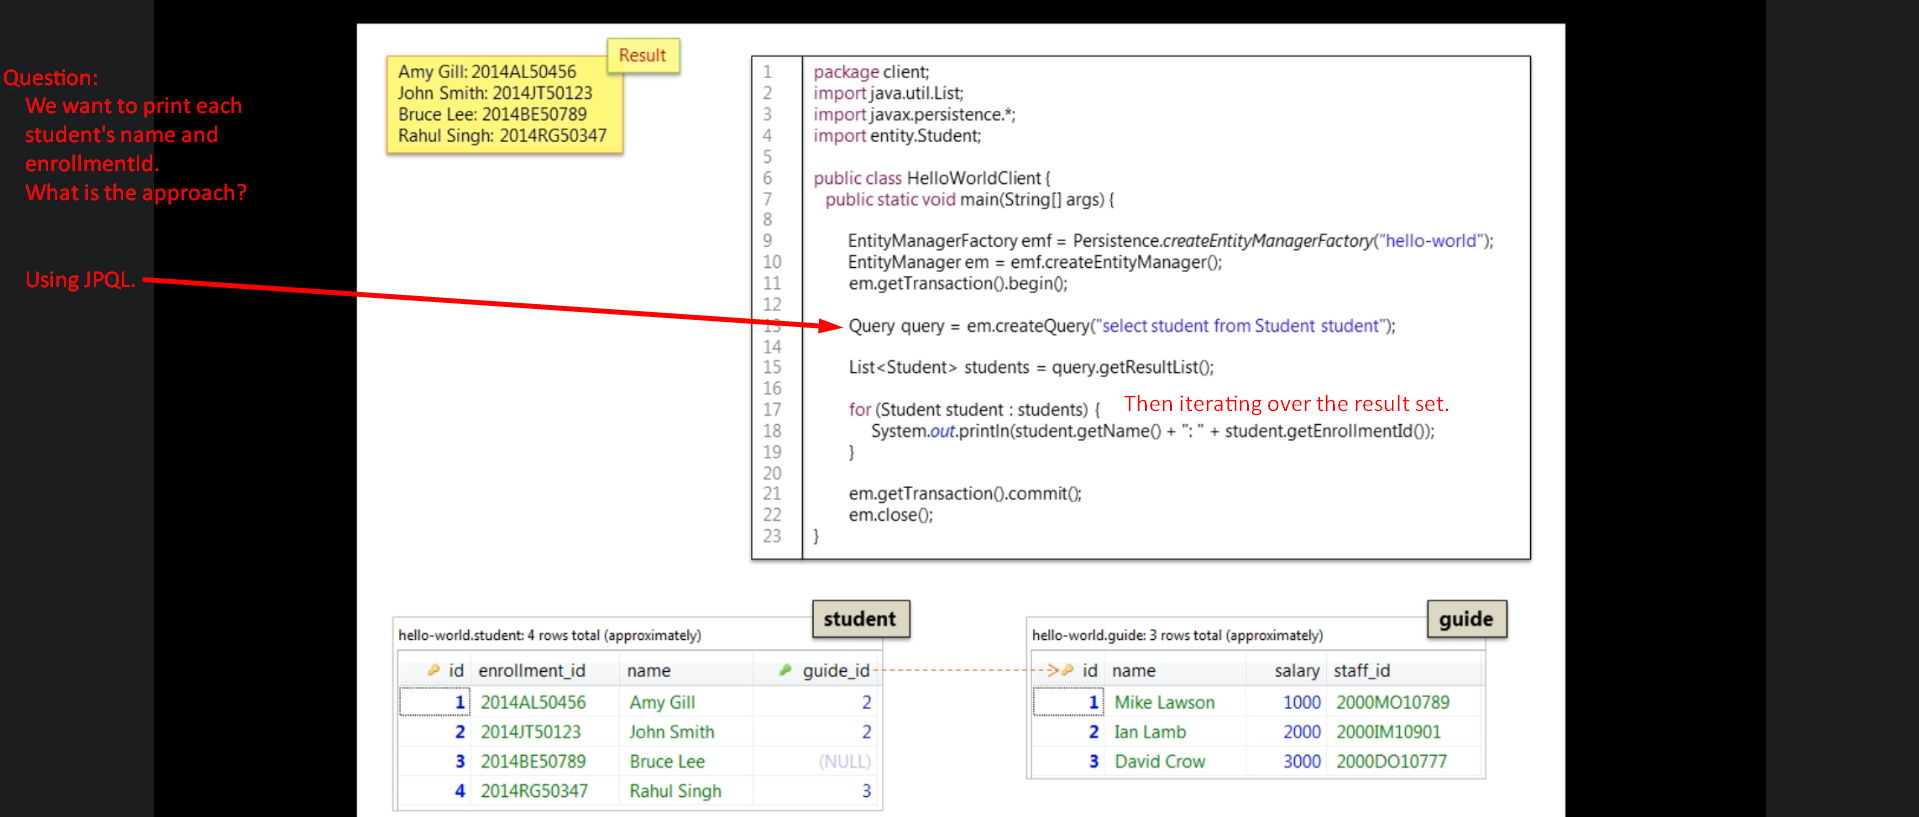 Question:
We want to print each
student's name and
enrollmentId.
What is the approach?
Using JPQL.
Result
Amy Gill: 2014AL50456
John Smith: 2014JT50123
Bruce Lee: 2014BE50789
Rahul Singh: 2014RG50347
1 package client;
2 import java.util.List;
3 import javax.persistence.*;
4 import entity.Student;
5
6 public class HelloWorldClient {
7 public static void main(String[] args) {
8
9 EntityManagerFactory emf = Persistence.createEntityManagerFactory("hello-world");
10 EntityManager em = emf.createEntityManager();
11 em.getTransaction().begin();
12
13 Query query = em.createQuery("select student from Student student");
14
15 List<Student> students = query.getResultList();
16
17 for (Student student : students) { Then iterating over the result set.
18 System.out.println(student.getName() + ": " + student.getEnrollmentId());
19 }
20
21 em.getTransaction().commit();
22 em.close();
23 }
student
hello-world.student: 4 rows total (approximately)
id enrollment_id name guide_id
1 2014AL50456 Amy Gill 2
2 2014JT50123 John Smith 2
3 2014BE50789 Bruce Lee (NULL)
4 2014RG50347 Rahul Singh 3
guide
hello-world.guide: 3 rows total (approximately)
id name salary staff_id
1 Mike Lawson 1000 2000MO10789
2 Ian Lamb 2000 2000IM10901
3 David Crow 3000 2000DO10777